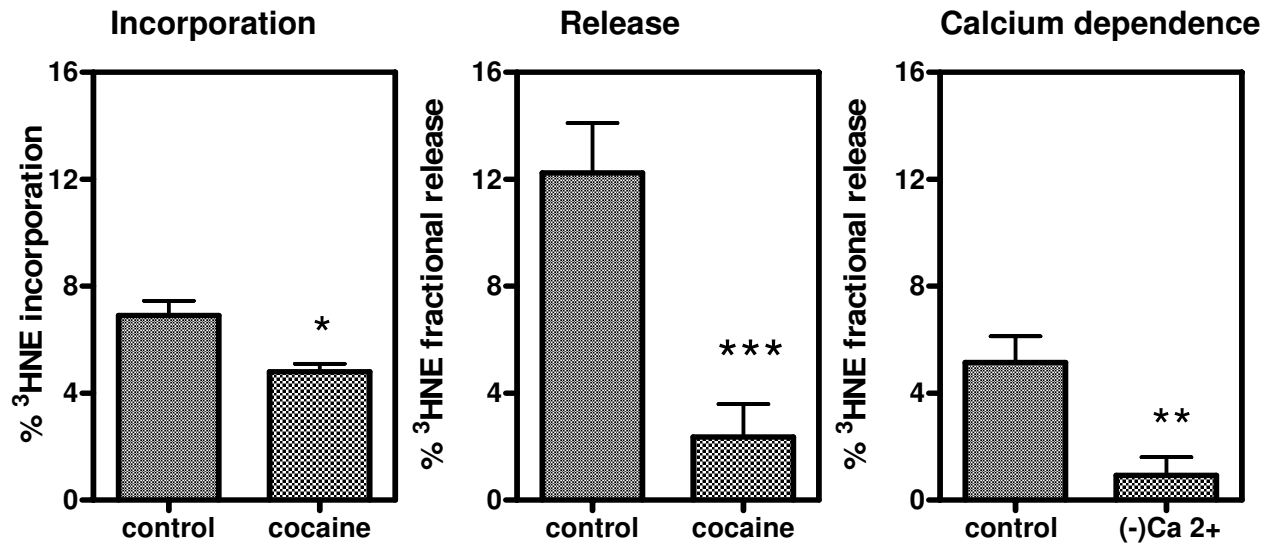 Incorporation
% ³HNE incorporation
16
12
8
4
0
*
control cocaine
Release
% ³HNE fractional release
16
12
8
4
0
***
control cocaine
Calcium dependence
% ³HNE fractional release
16
12
8
4
0
**
control (-)Ca 2+